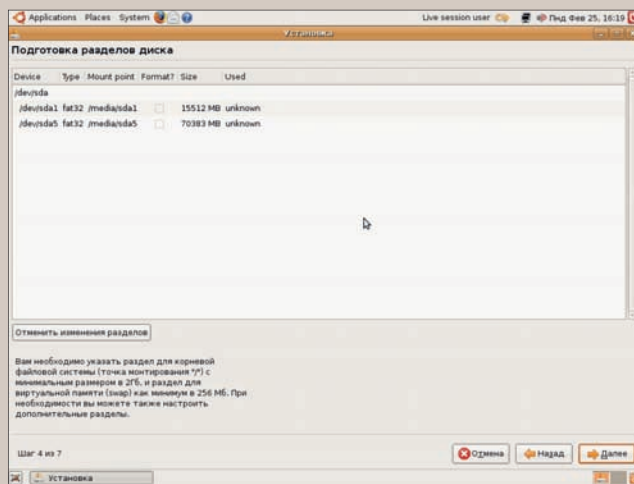 Applications Places System Live session user Пнд Фев 25, 16:19
Установка
Подготовка разделов диска
Device Type Mount point Format? Size Used
/dev/sda
/dev/sda1 fat32 /media/sda1 15512 MB unknown
/dev/sda5 fat32 /media/sda5 70383 MB unknown
Отменить изменения разделов
Вам необходимо указать раздел для корневой
файловой системы (точка монтирования "/") с
минимальным размером в 2Гб, и раздел для
виртуальной памяти (swap) как минимум в 256 Мб. При
необходимости вы можете также настроить
дополнительные разделы.
Шаг 4 из 7 Отмена Назад Далее
Установка